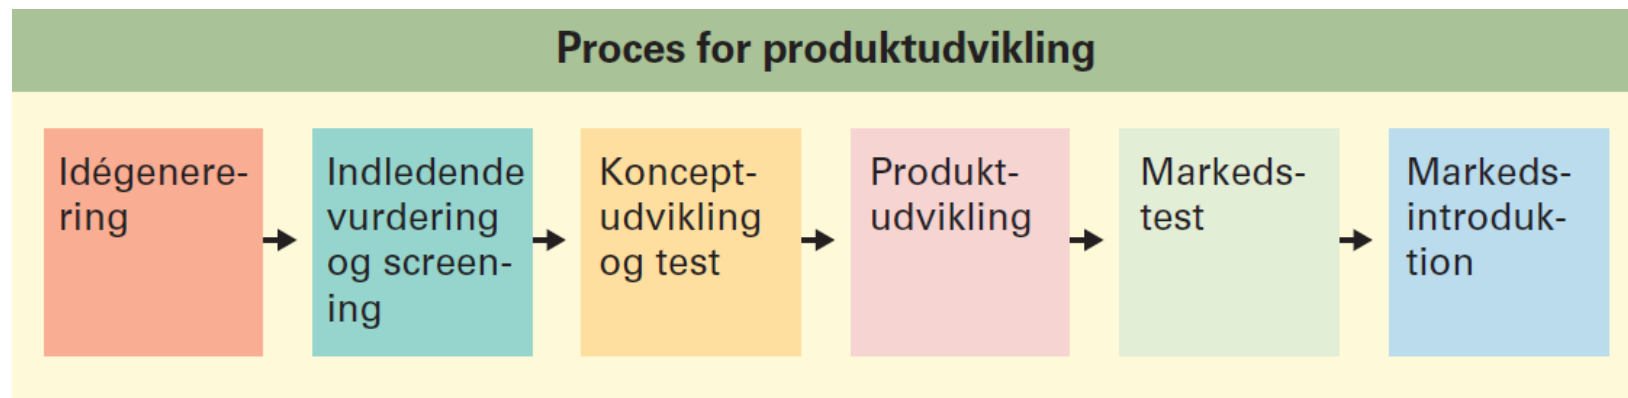 Proces for produktudvikling
Idégenere-
ring
Indledende
vurdering
og screen-
ing
Koncept-
udvikling
og test
Produkt-
udvikling
Markeds-
test
Markeds-
introduk-
tion